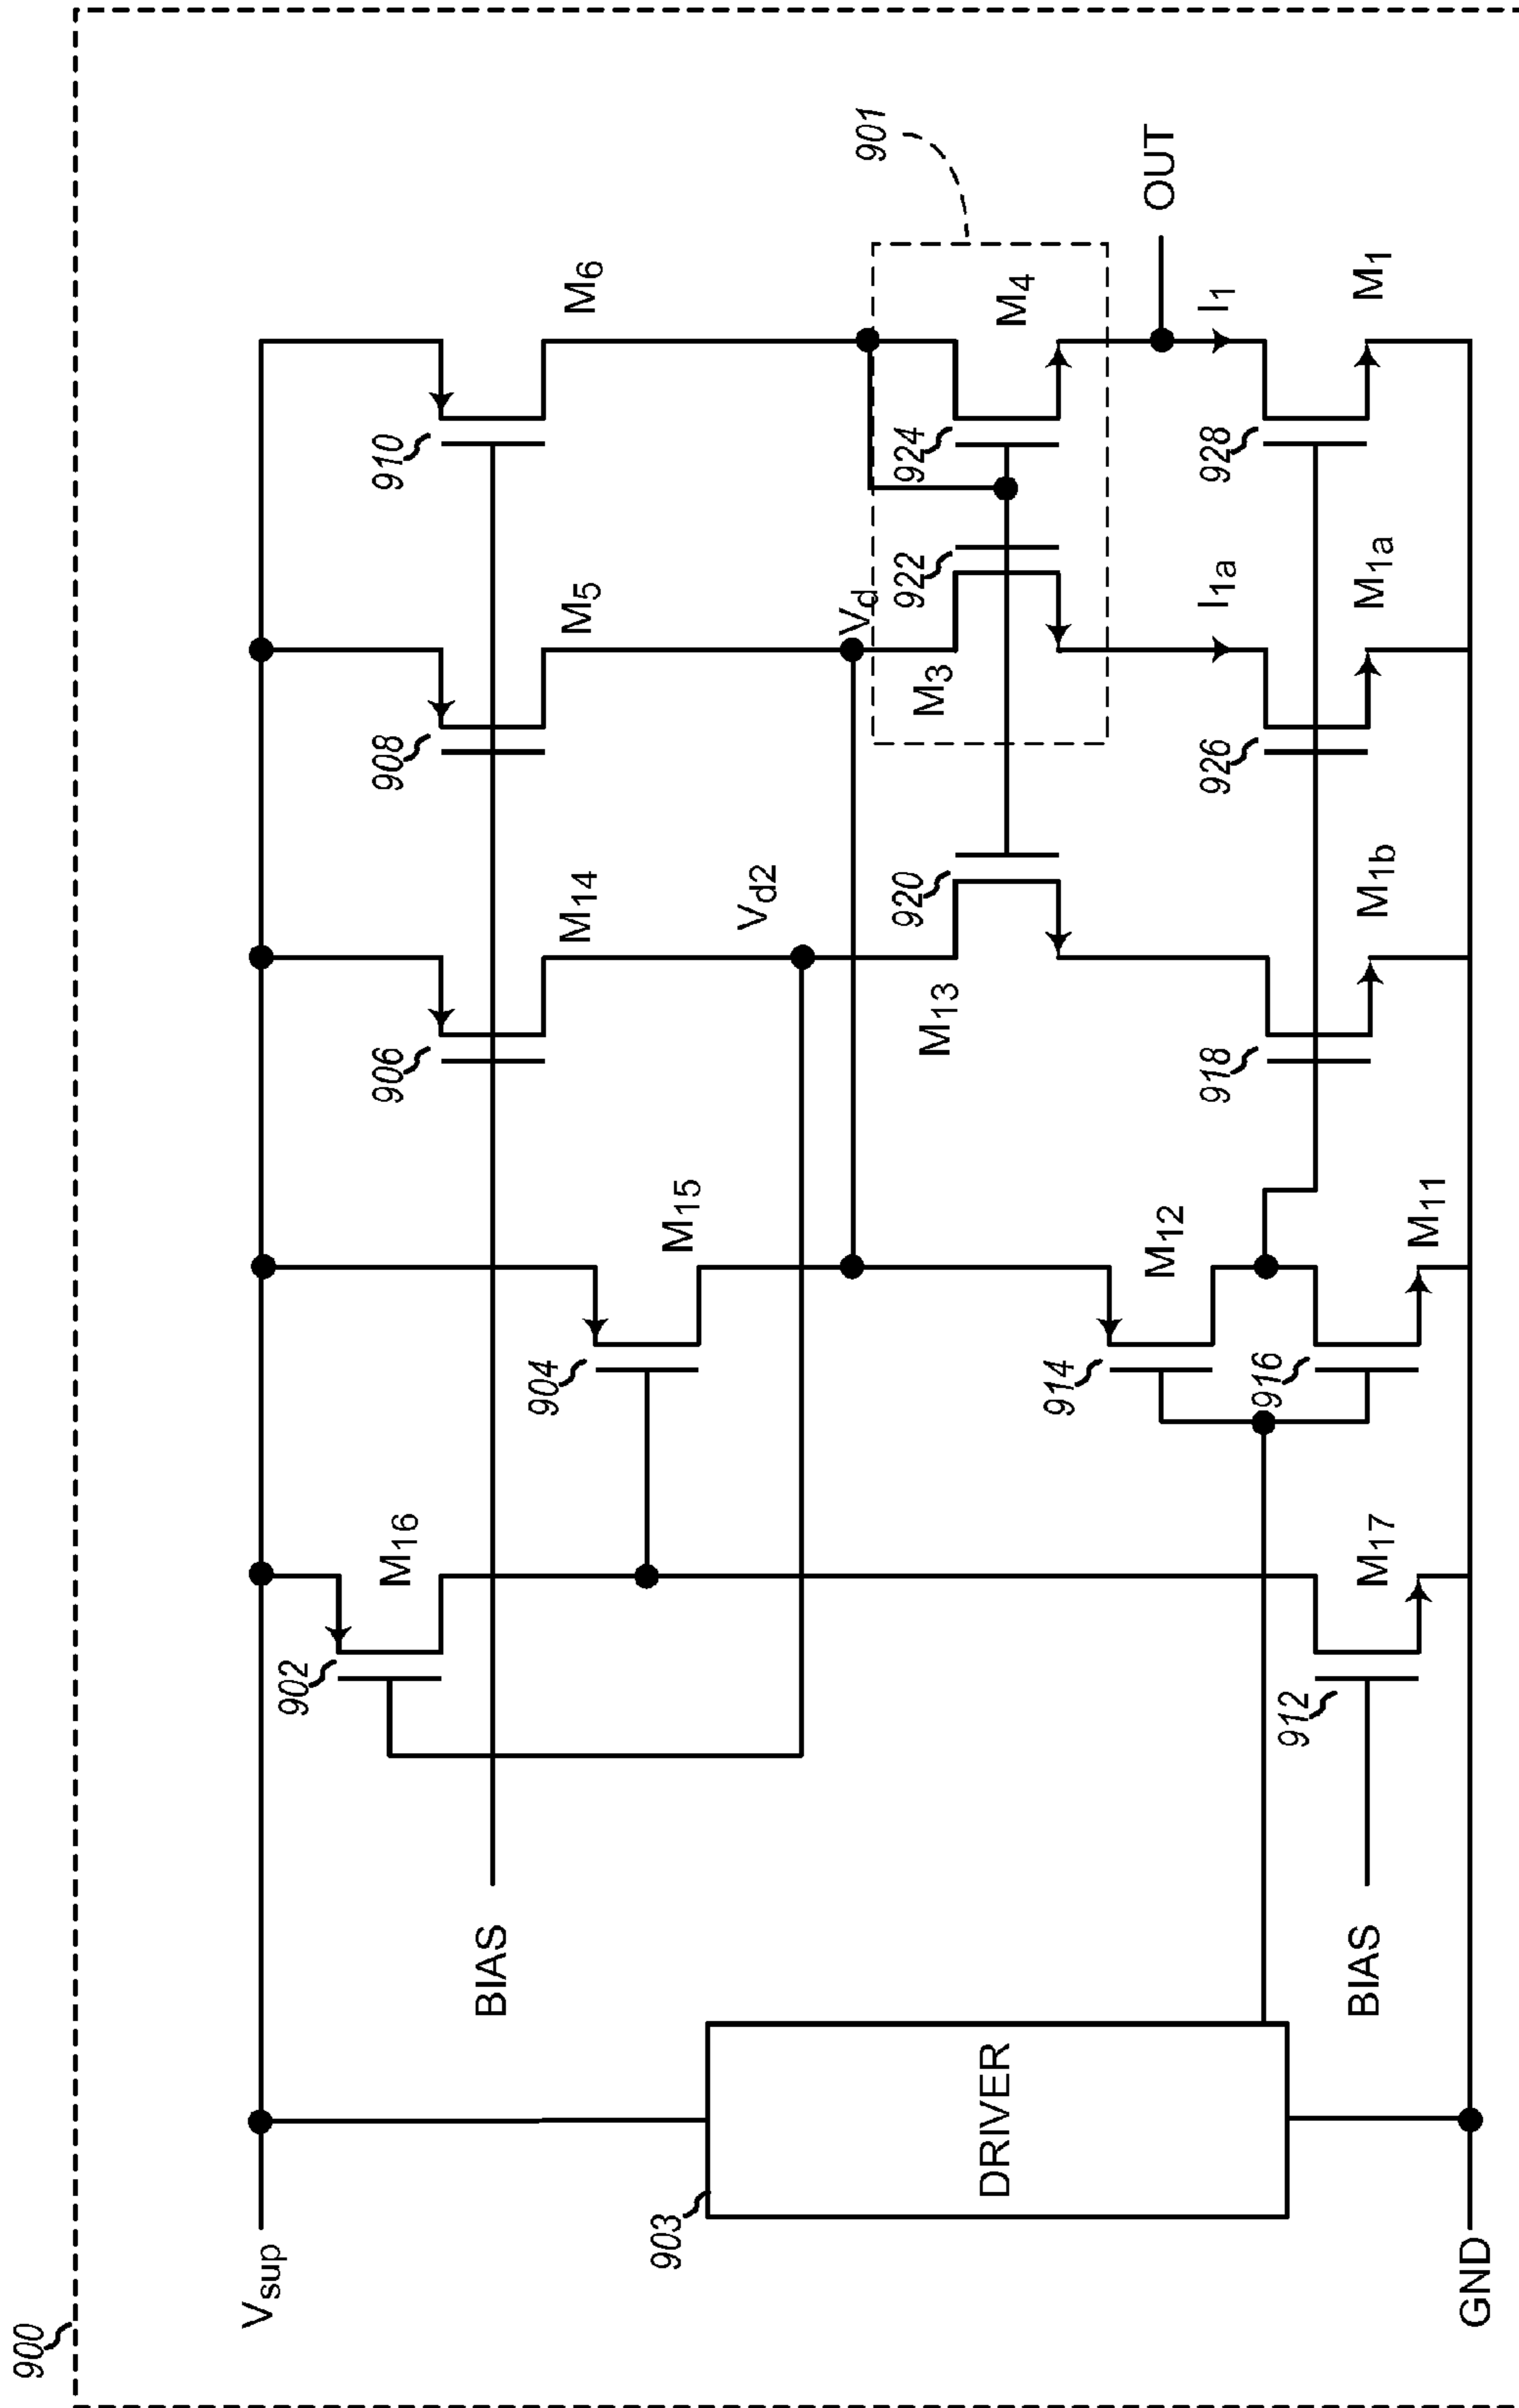 900
Vsup
903
DRIVER
GND
BIAS
BIAS
902
M16
912
M17
904
M15
914
M12
916
M11
906
M14
Vd2
920
M13
918
M1b
908
M5
Vd
922
M3
I1a
926
M1a
910
M6
901
924
M4
OUT
I1
928
M1